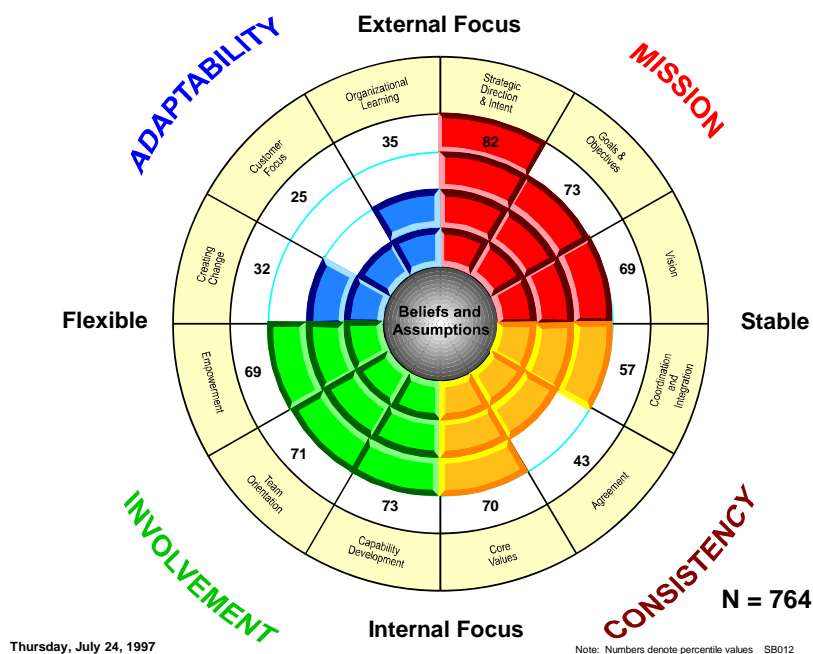 External Focus
ADAPTABILITY
MISSION
Organizational
Learning
Strategic
Direction
& Intent
Customer
Focus
Goals &
Objectives
35
82
25
73
Creating
Change
32
69
Vision
Flexible
Beliefs and
Assumptions
Stable
Empowerment
69
57
Coordination
and
Integration
71
43
Team
Orientation
Agreement
73
70
Capability
Development
Core
Values
INVOLVEMENT
CONSISTENCY
N = 764
Internal Focus
Thursday, July 24, 1997
Note: Numbers denote percentile values SB012